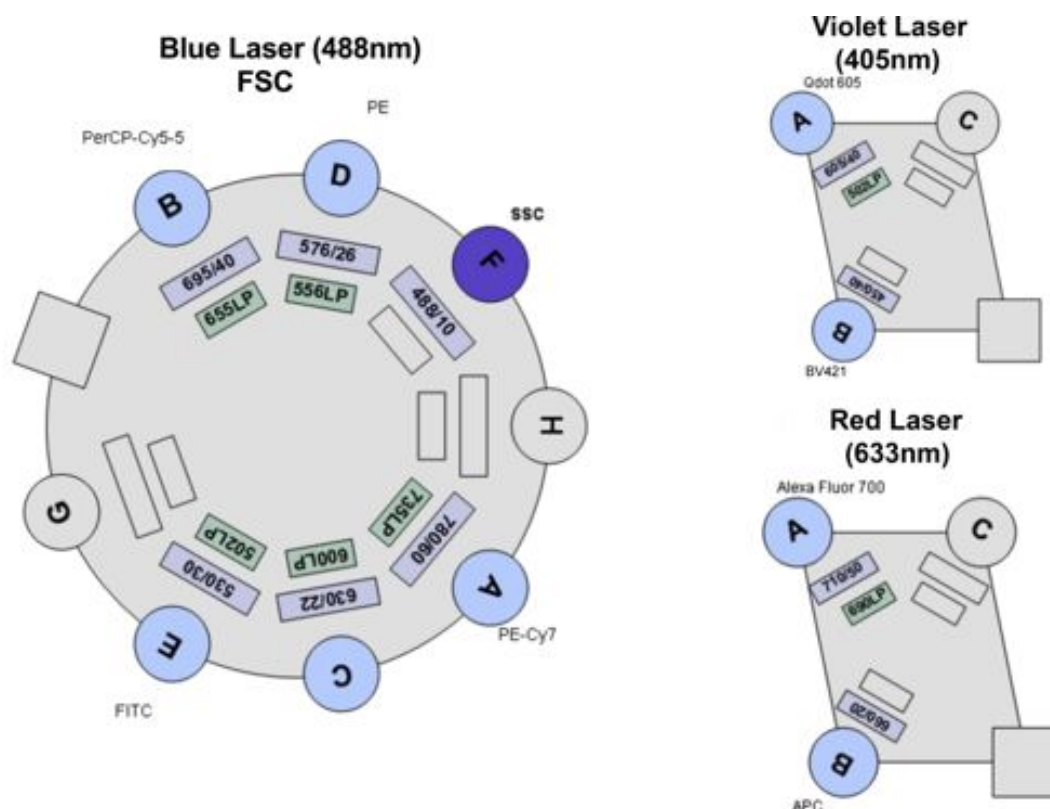 Blue Laser (488nm)
FSC
PE
PerCP-Cy5-5
D
B
SSC
F
576/26
695/40
556LP
655LP
488/10
H
G
735LP
780/60
502LP
600LP
530/30
630/22
A
PE-Cy7
E
C
FITC
Violet Laser
(405nm)
Qdot 605
A
C
605/40
502LP
450/40
B
BV421
Red Laser
(633nm)
Alexa Fluor 700
A
C
710/50
690LP
660/20
B
APC